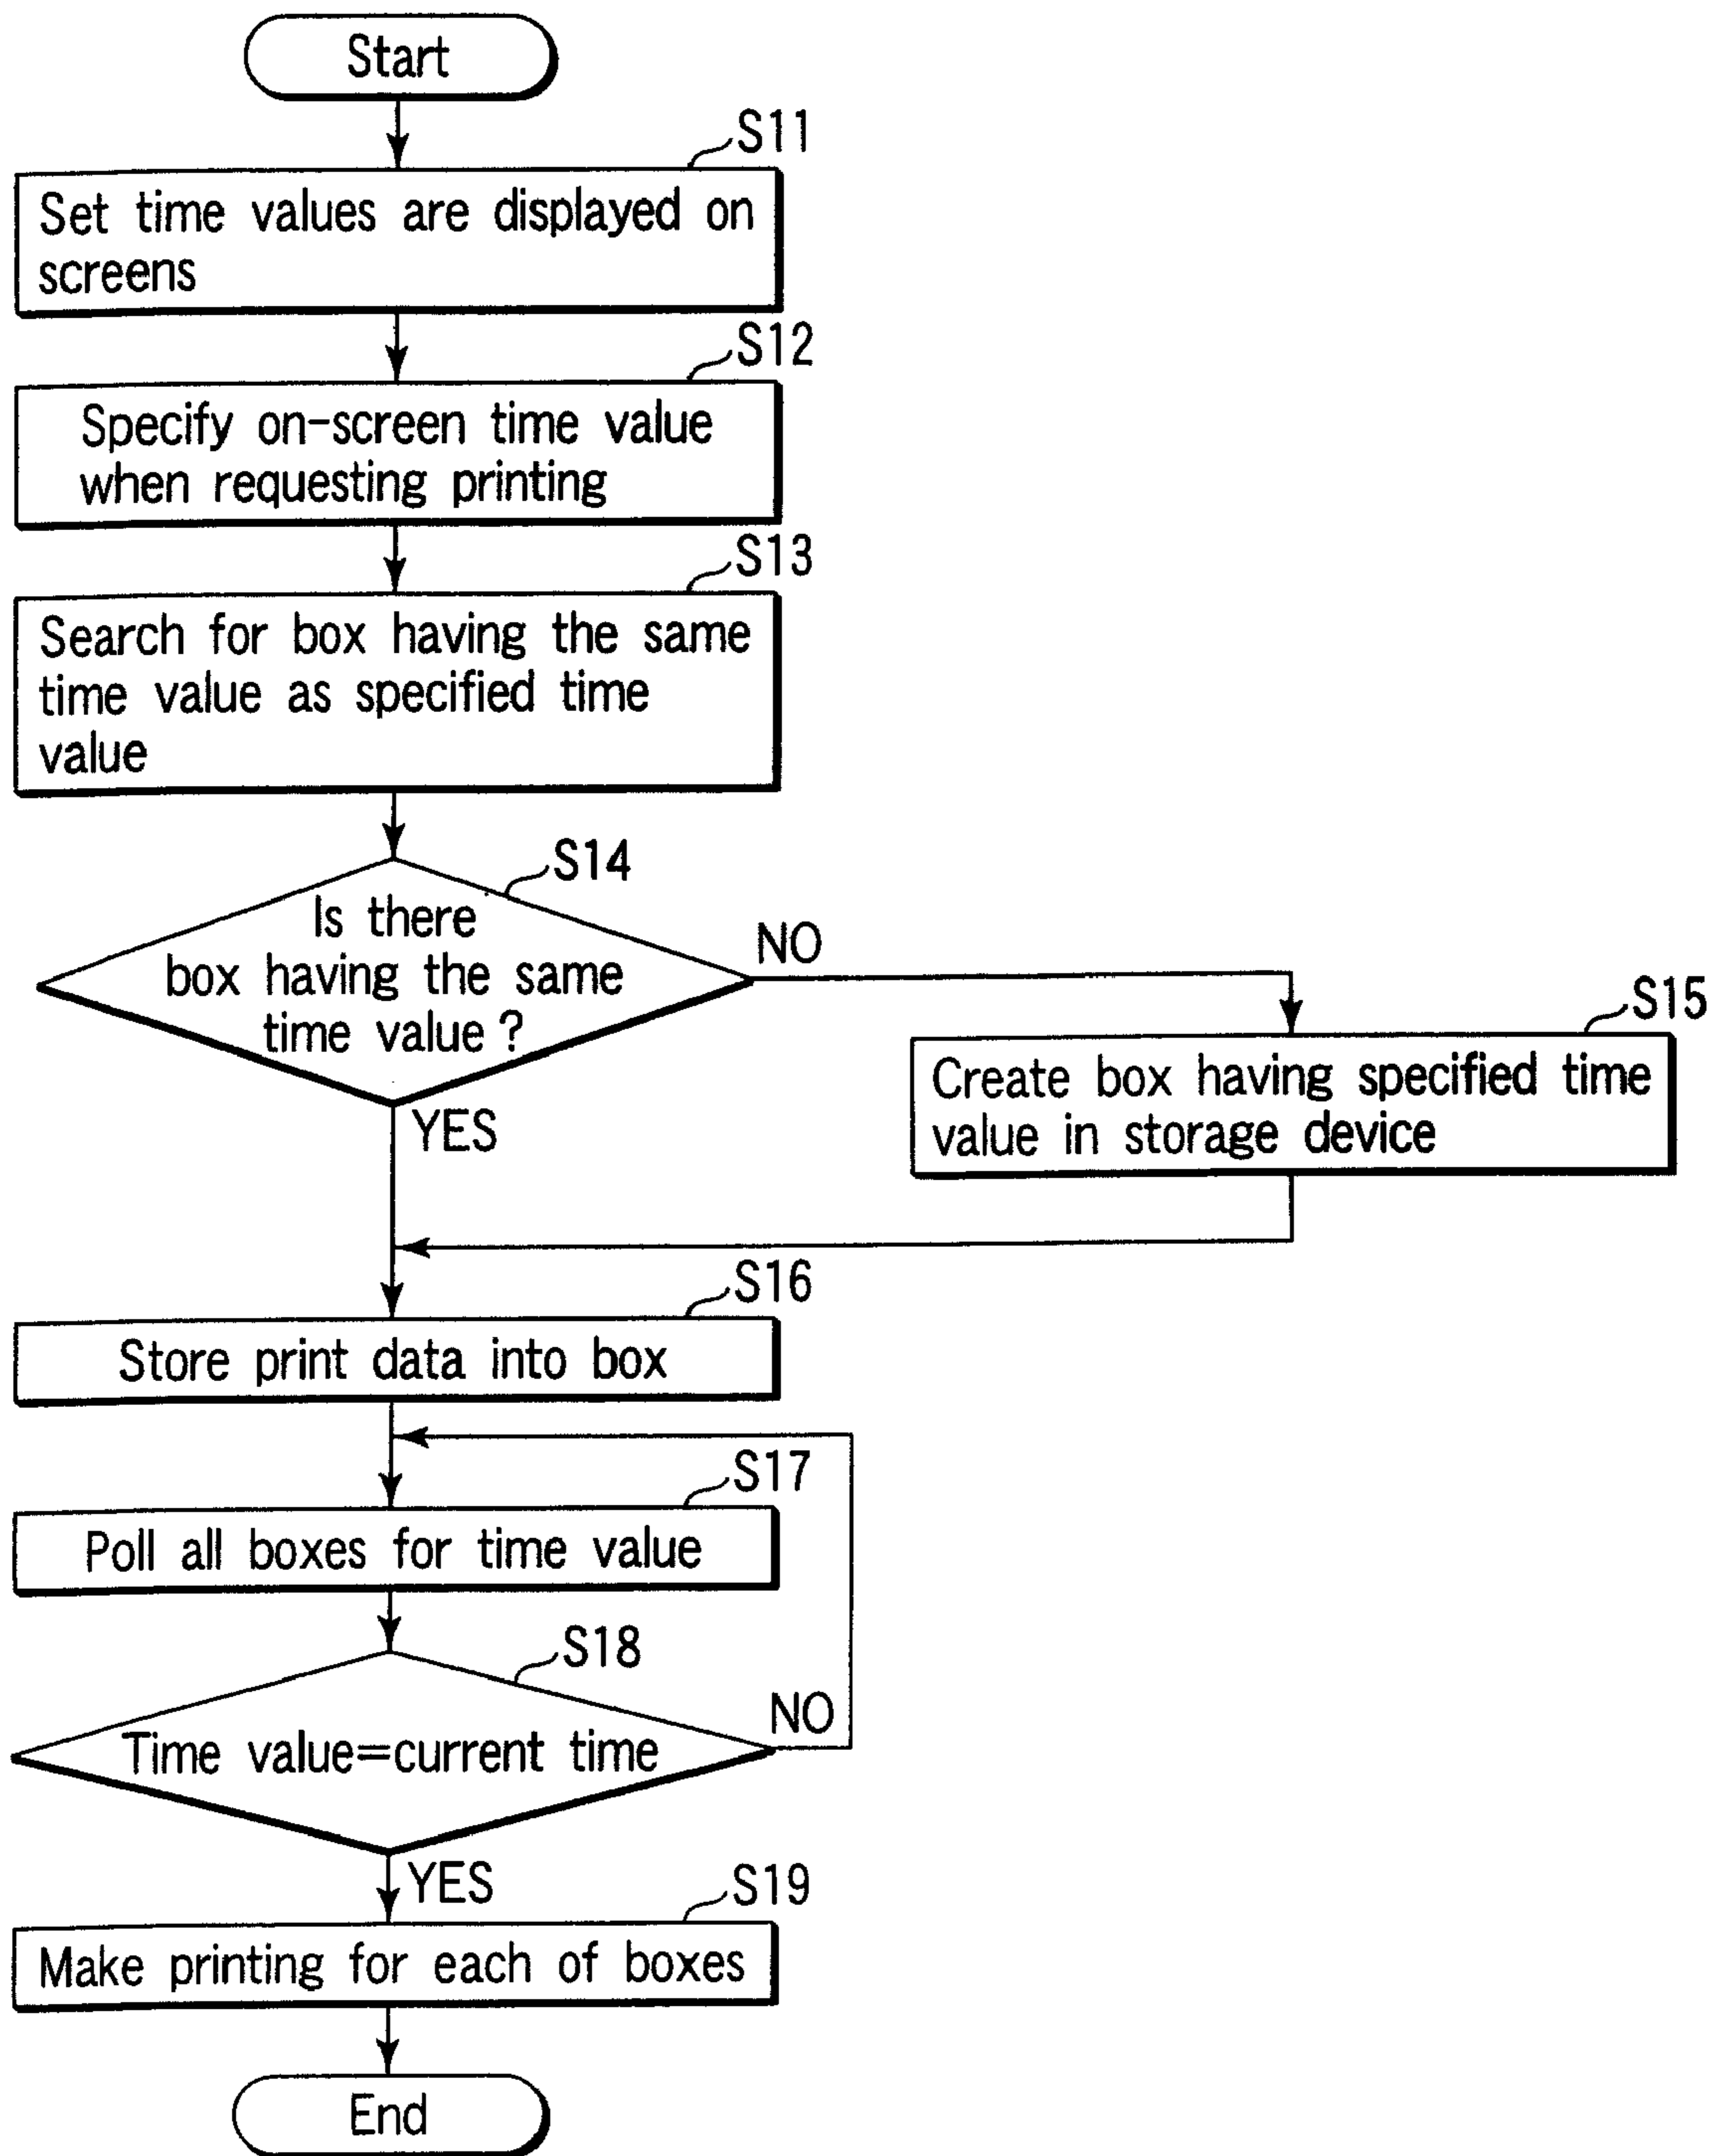 Start
S11
Set time values are displayed on
screens
S12
Specify on-screen time value
when requesting printing
S13
Search for box having the same
time value as specified time
value
S14
Is there
box having the same
time value ?
NO
YES
S15
Create box having specified time
value in storage device
S16
Store print data into box
S17
Poll all boxes for time value
S18
Time value=current time
NO
YES
S19
Make printing for each of boxes
End